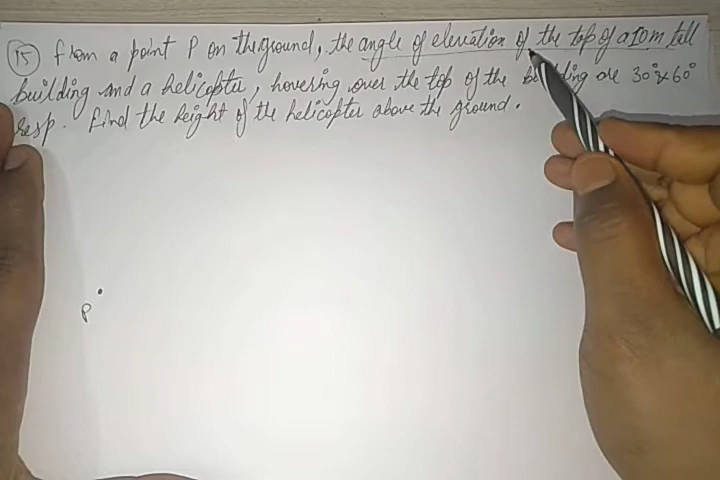 15 from a point P on the ground, the angle of elevation of the top of a 10m tall
building and a helicopter, hovering over the top of the building are 30° & 60°
resp. Find the height of the helicopter above the ground.
P